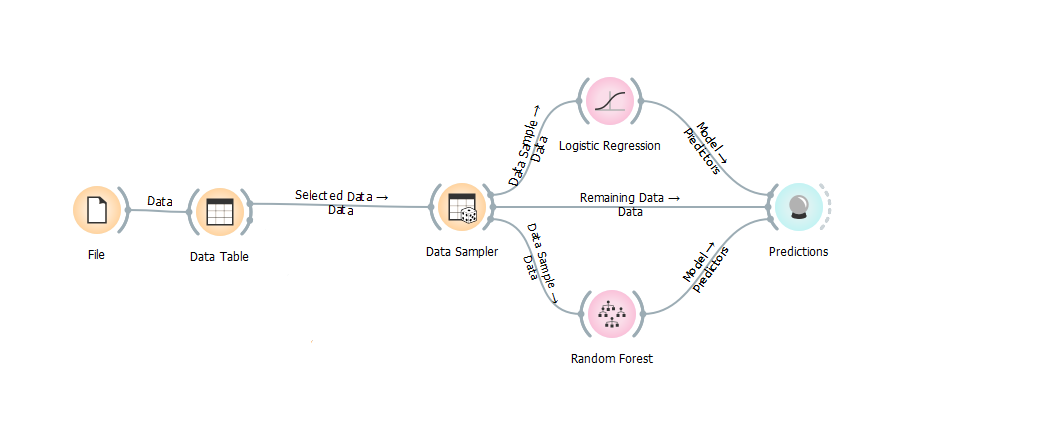 Data Sample →
Data
Logistic Regression
Model →
Predictors
Data
Selected Data →
Data
Remaining Data →
Data
File
Data Table
Data Sampler
Predictions
Data Sample →
Data
Model →
Predictors
Random Forest